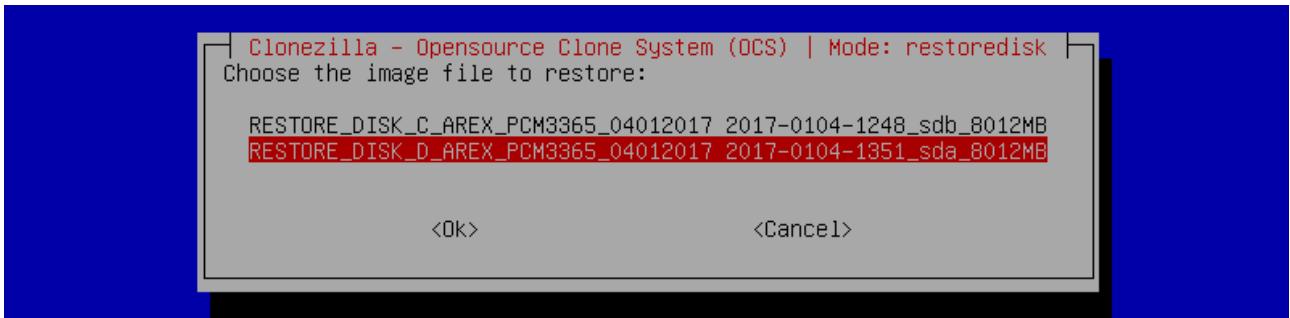 Clonezilla - Opensource Clone System (OCS) | Mode: restoredisk
Choose the image file to restore:
RESTORE_DISK_C_AREX_PCM3365_04012017 2017-0104-1248_sdb_8012MB
RESTORE_DISK_D_AREX_PCM3365_04012017 2017-0104-1351_sda_8012MB
<Ok> <Cancel>